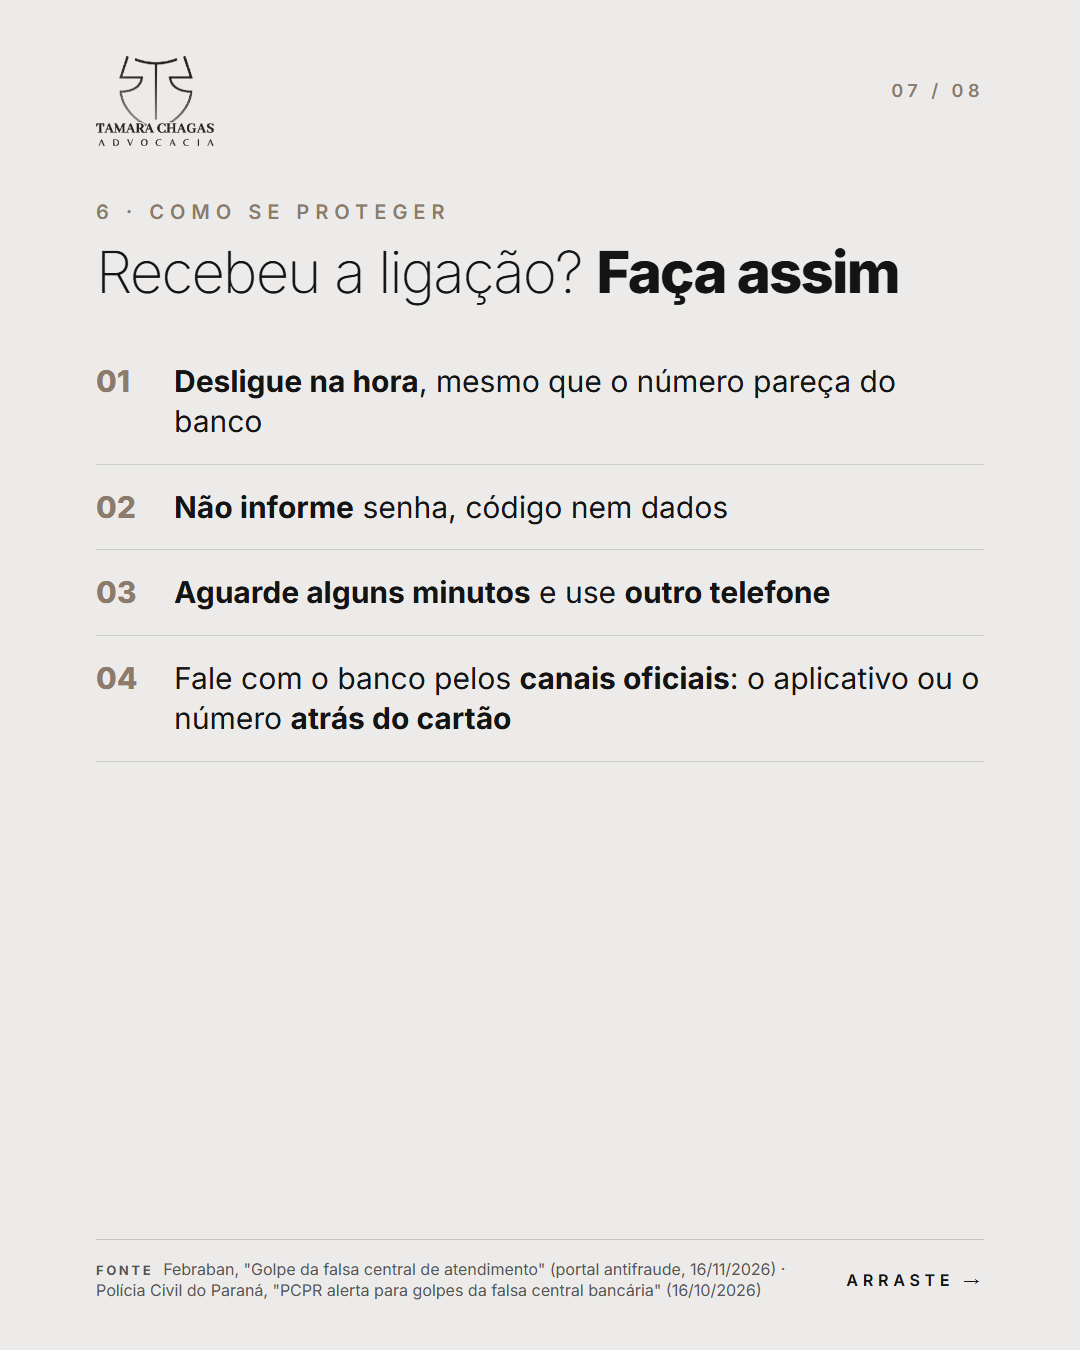 TAMARA CHAGAS
ADVOCACIA
07 / 08
6 · COMO SE PROTEGER
Recebeu a ligação? Faça assim
01 Desligue na hora, mesmo que o número pareça do
banco
02 Não informe senha, código nem dados
03 Aguarde alguns minutos e use outro telefone
04 Fale com o banco pelos canais oficiais: o aplicativo ou o
número atrás do cartão
FONTE Febraban, "Golpe da falsa central de atendimento" (portal antifraude, 16/11/2026) ·
Polícia Civil do Paraná, "PCPR alerta para golpes da falsa central bancária" (16/10/2026)
ARRASTE →